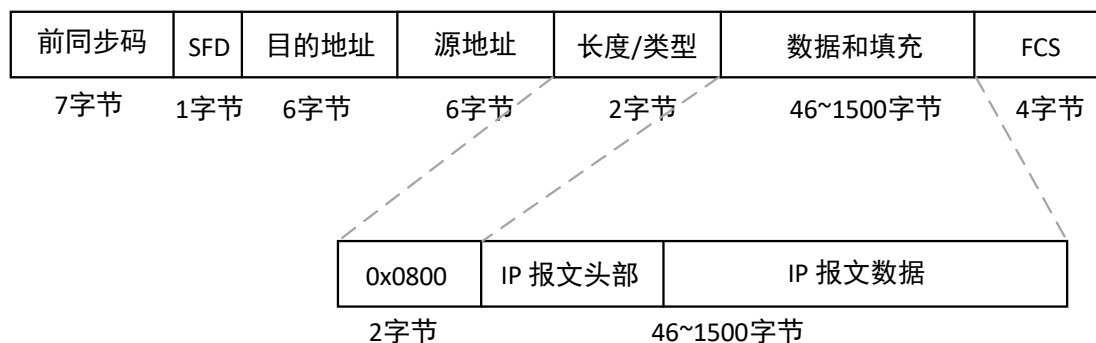 前同步码 SFD 目的地址 源地址 长度/类型 数据和填充 FCS
7字节 1字节 6字节 6字节 2字节 46~1500字节 4字节
0x0800 IP 报文头部 IP 报文数据
2字节 46~1500字节